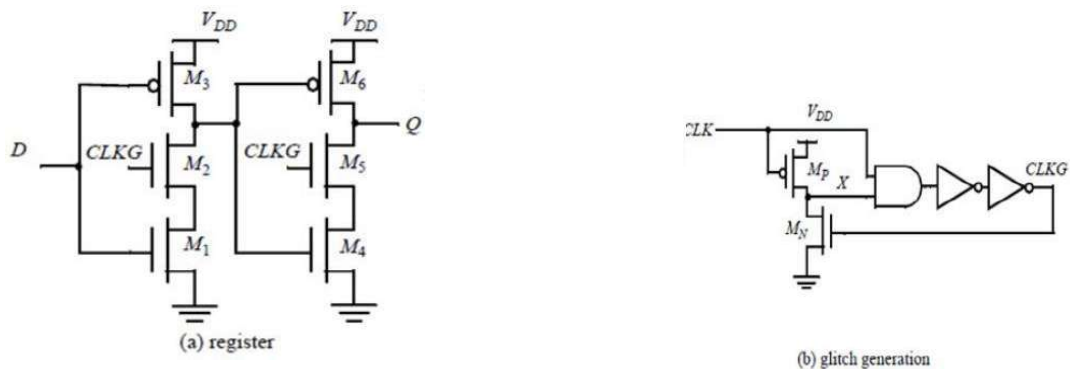 V_DD V_DD
M_3 M_6
D CLKG M_2 CLKG M_5 Q
M_1 M_4
(a) register
V_DD
CLK
M_P
X
CLKG
M_N
(b) glitch generation